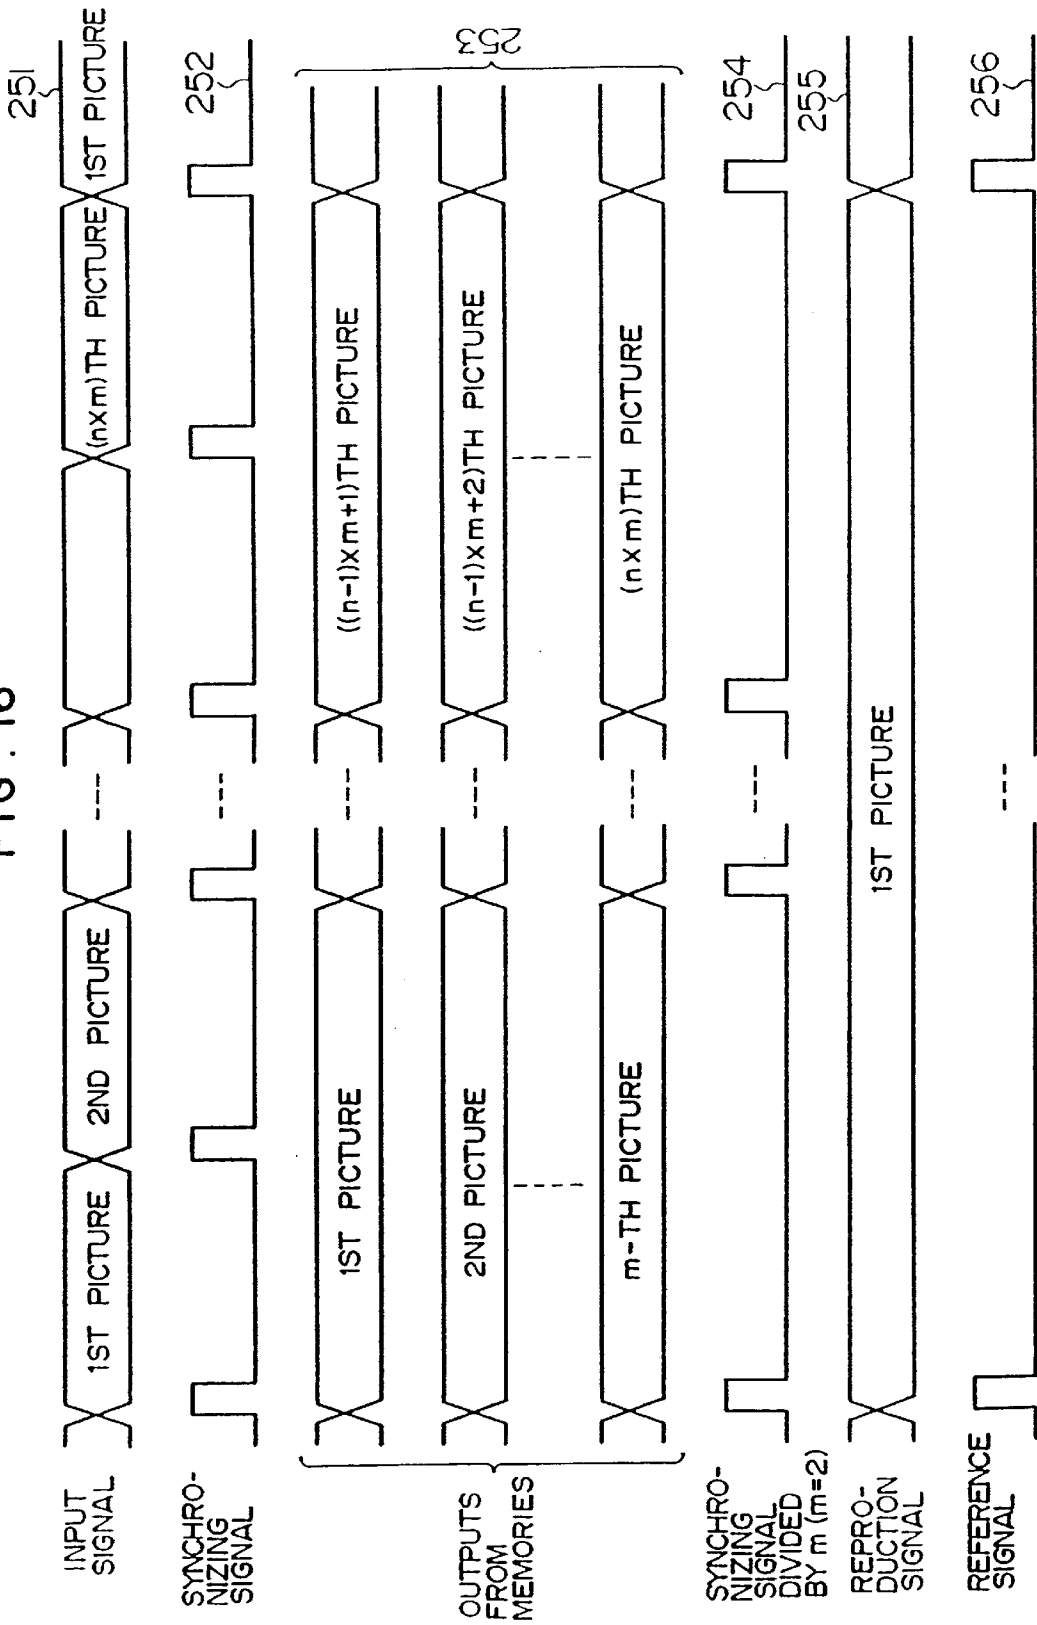 251
INPUT
SIGNAL
1ST PICTURE
2ND PICTURE
(n×m)TH PICTURE
1ST PICTURE
SYNCHRO-
NIZING
SIGNAL
252
OUTPUTS
FROM
MEMORIES
1ST PICTURE
((n-1)×m+1)TH PICTURE
2ND PICTURE
((n-1)×m+2)TH PICTURE
m-TH PICTURE
(n×m)TH PICTURE
253
SYNCHRO-
NIZING
SIGNAL
DIVIDED
BY m (m=2)
254
REPRO-
DUCTION
SIGNAL
1ST PICTURE
255
REFERENCE
SIGNAL
256